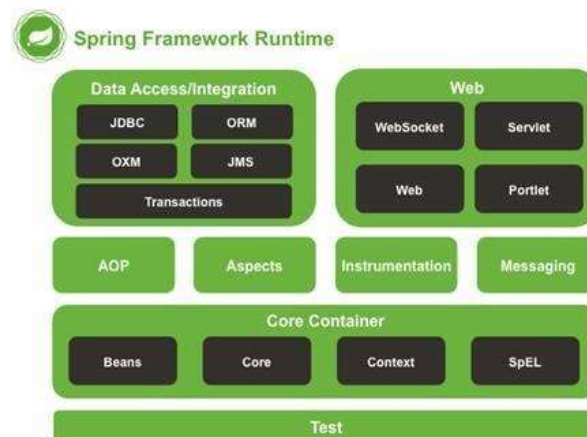 Spring Framework Runtime
Data Access/Integration
JDBC ORM
OXM JMS
Transactions
Web
WebSocket Servlet
Web Portlet
AOP Aspects Instrumentation Messaging
Core Container
Beans Core Context SpEL
Test